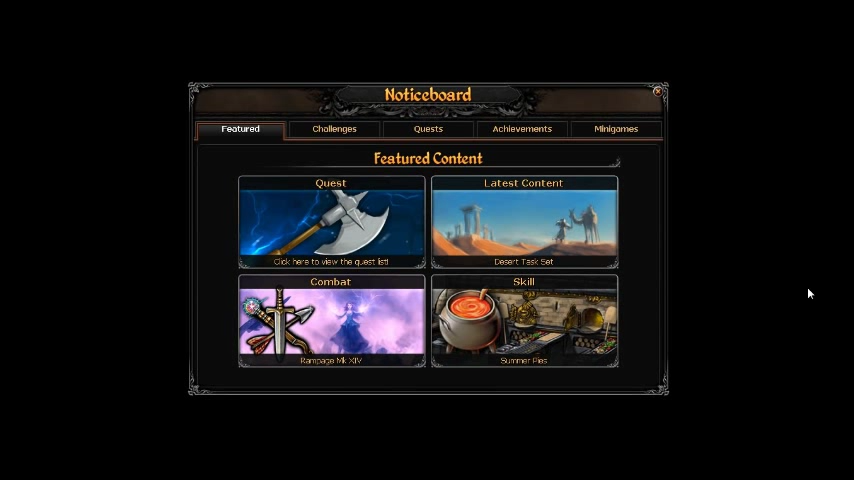 Noticeboard
Featured
Challenges
Quests
Achievements
Minigames
Featured Content
Quest
Latest Content
Click here to view the quest list!
Desert Task Set
Combat
Skill
Rampage Mk XIV
Summer Pies